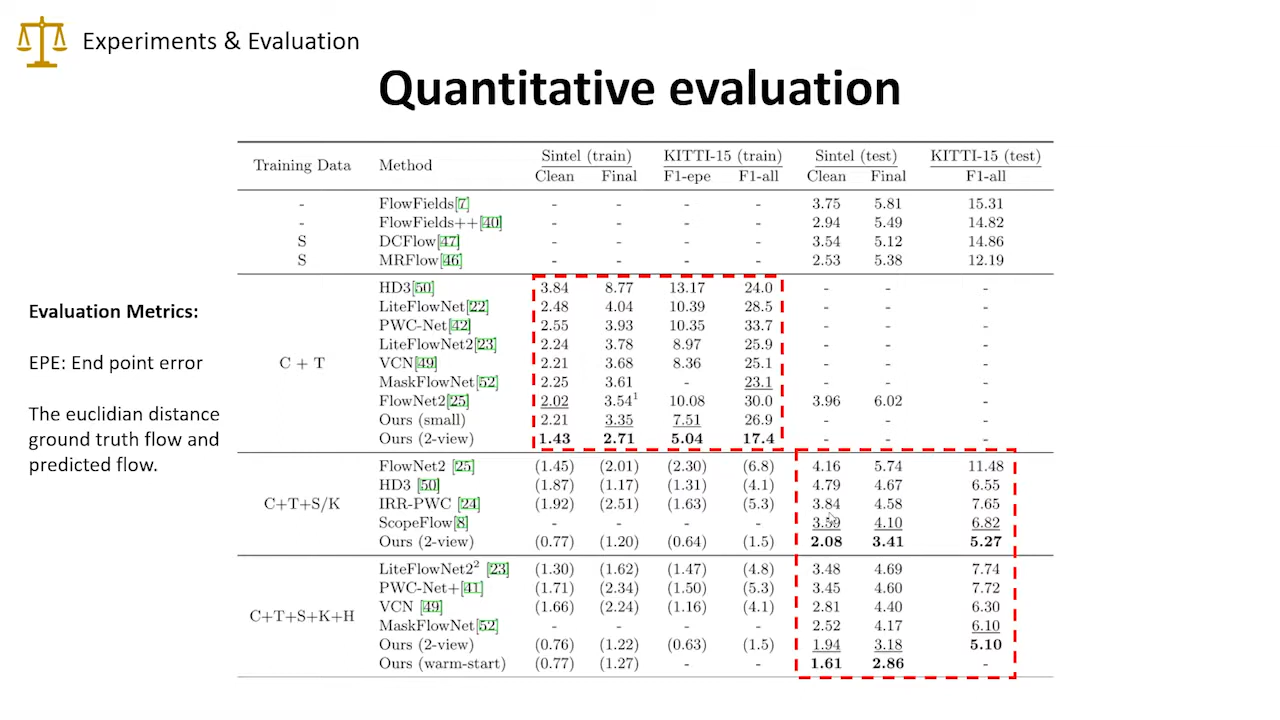 Experiments & Evaluation
Quantitative evaluation
Training Data Method Sintel (train) KITTI-15 (train) Sintel (test) KITTI-15 (test)
Clean Final F1-epe F1-all Clean Final F1-all
- FlowFields[7] - - - - 3.75 5.81 15.31
- FlowFields++[40] - - - - 2.94 5.49 14.82
S DCFlow[47] - - - - 3.54 5.12 14.86
S MRFlow[46] - - - - 2.53 5.38 12.19
HD3[50] 3.84 8.77 13.17 24.0 - - -
LiteFlowNet[22] 2.48 4.04 10.39 28.5 - - -
PWC-Net[42] 2.55 3.93 10.35 33.7 - - -
LiteFlowNet2[23] 2.24 3.78 8.97 25.9 - - -
C + T VCN[49] 2.21 3.68 8.36 25.1 - - -
MaskFlowNet[52] 2.25 3.61 - 23.1 - - -
FlowNet2[25] 2.02 3.54¹ 10.08 30.0 3.96 6.02 -
Ours (small) 2.21 3.35 7.51 26.9 - - -
Ours (2-view) 1.43 2.71 5.04 17.4 - - -
FlowNet2 [25] (1.45) (2.01) (2.30) (6.8) 4.16 5.74 11.48
HD3 [50] (1.87) (1.17) (1.31) (4.1) 4.79 4.67 6.55
C+T+S/K IRR-PWC [24] (1.92) (2.51) (1.63) (5.3) 3.84 4.58 7.65
ScopeFlow[8] - - - - 3.59 4.10 6.82
Ours (2-view) (0.77) (1.20) (0.64) (1.5) 2.08 3.41 5.27
LiteFlowNet2² [23] (1.30) (1.62) (1.47) (4.8) 3.48 4.69 7.74
PWC-Net+[41] (1.71) (2.34) (1.50) (5.3) 3.45 4.60 7.72
C+T+S+K+H VCN [49] (1.66) (2.24) (1.16) (4.1) 2.81 4.40 6.30
MaskFlowNet[52] - - - - 2.52 4.17 6.10
Ours (2-view) (0.76) (1.22) (0.63) (1.5) 1.94 3.18 5.10
Ours (warm-start) (0.77) (1.27) - - 1.61 2.86 -
Evaluation Metrics:
EPE: End point error
The euclidian distance
ground truth flow and
predicted flow.